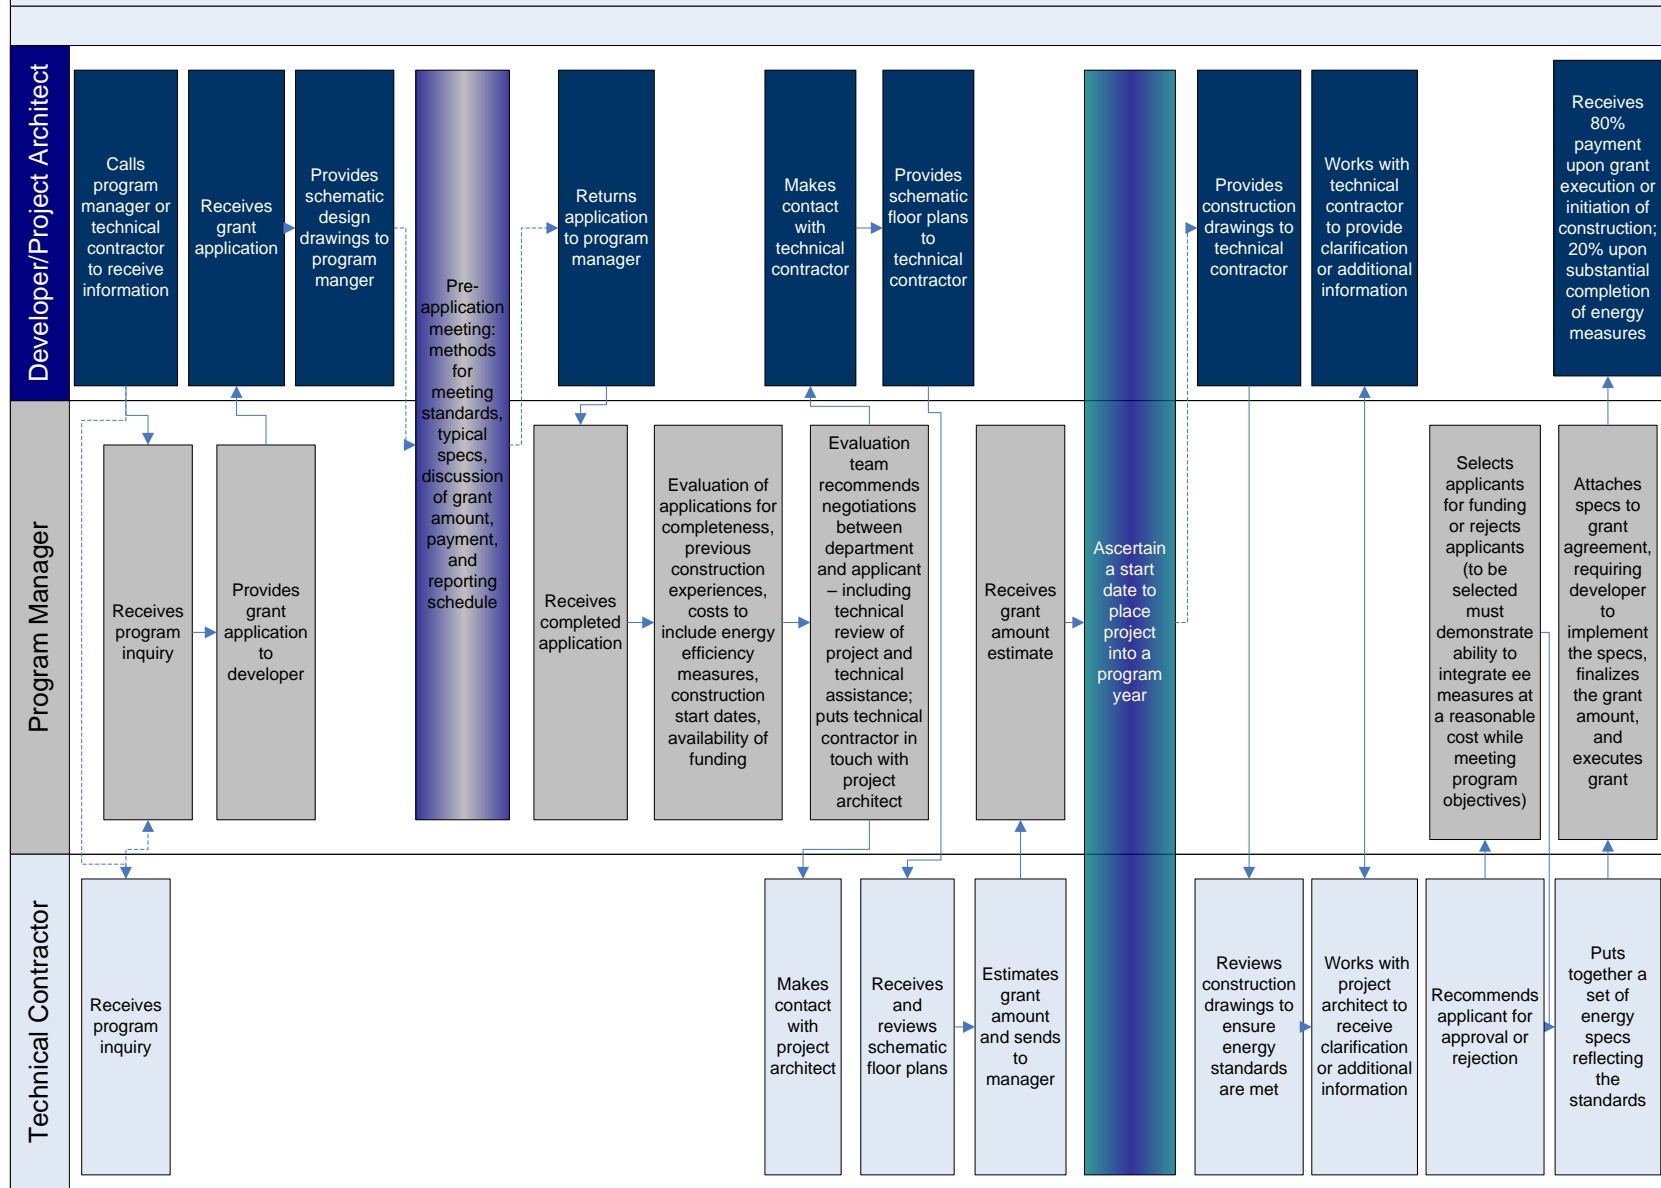 Developer/Project Architect
Calls
program
manager or
technical
contractor
to receive
information
Receives
grant
application
Provides
schematic
design
drawings to
program
manger
Pre-
application
meeting:
methods
for
meeting
standards,
typical
specs,
discussion
of grant
amount,
payment,
and
reporting
schedule
Returns
application
to program
manager
Makes
contact
with
technical
contractor
Provides
schematic
floor plans
to
technical
contractor
Ascertain
a start
date to
place
project
into a
program
year
Provides
construction
drawings to
technical
contractor
Works with
technical
contractor
to provide
clarification
or additional
information
Receives
80%
payment
upon grant
execution or
initiation of
construction;
20% upon
substantial
completion
of energy
measures
Program Manager
Receives
program
inquiry
Provides
grant
application
to
developer
Receives
completed
application
Evaluation of
applications for
completeness,
previous
construction
experiences,
costs to
include energy
efficiency
measures,
construction
start dates,
availability of
funding
Evaluation
team
recommends
negotiations
between
department
and applicant
– including
technical
review of
project and
technical
assistance;
puts technical
contractor in
touch with
project
architect
Receives
grant
amount
estimate
Selects
applicants
for funding
or rejects
applicants
(to be
selected
must
demonstrate
ability to
integrate ee
measures at
a reasonable
cost while
meeting
program
objectives)
Attaches
specs to
grant
agreement,
requiring
developer
to
implement
the specs,
finalizes
the grant
amount,
and
executes
grant
Technical Contractor
Receives
program
inquiry
Makes
contact
with
project
architect
Receives
and
reviews
schematic
floor plans
Estimates
grant
amount
and sends
to
manager
Reviews
construction
drawings to
ensure
energy
standards
are met
Works with
project
architect to
receive
clarification
or additional
information
Recommends
applicant for
approval or
rejection
Puts
together a
set of
energy
specs
reflecting
the
standards